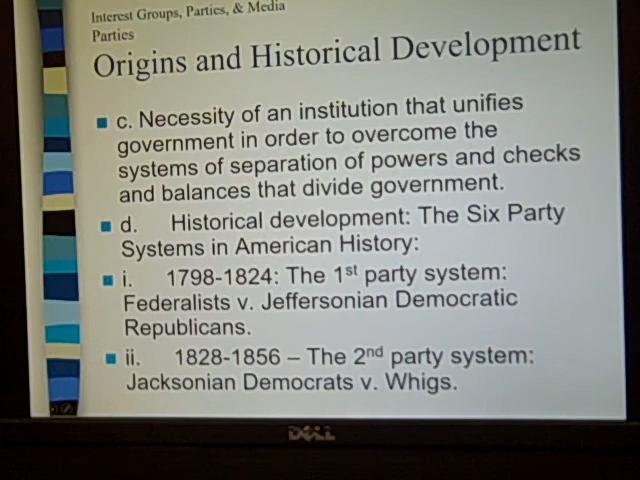 Interest Groups, Parties, & Media
Parties
Origins and Historical Development
c. Necessity of an institution that unifies
government in order to overcome the
systems of separation of powers and checks
and balances that divide government.
d. Historical development: The Six Party
Systems in American History:
i. 1798-1824: The 1st party system:
Federalists v. Jeffersonian Democratic
Republicans.
ii. 1828-1856 – The 2nd party system:
Jacksonian Democrats v. Whigs.
DELL